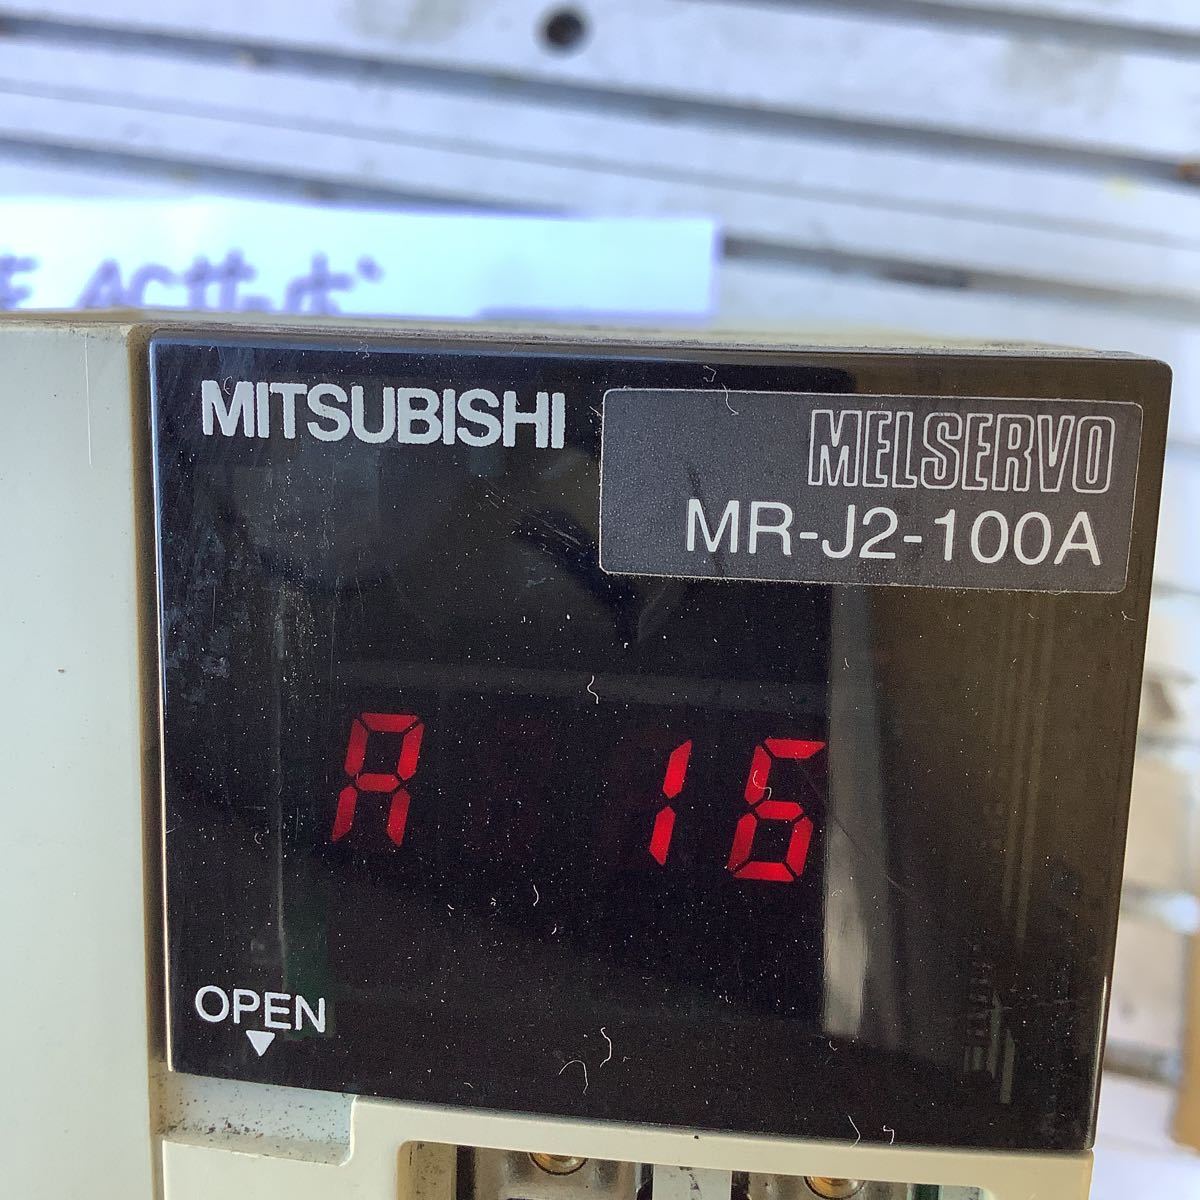 MITSUBISHI
MELSERVO
MR-J2-100A
A 16
OPEN